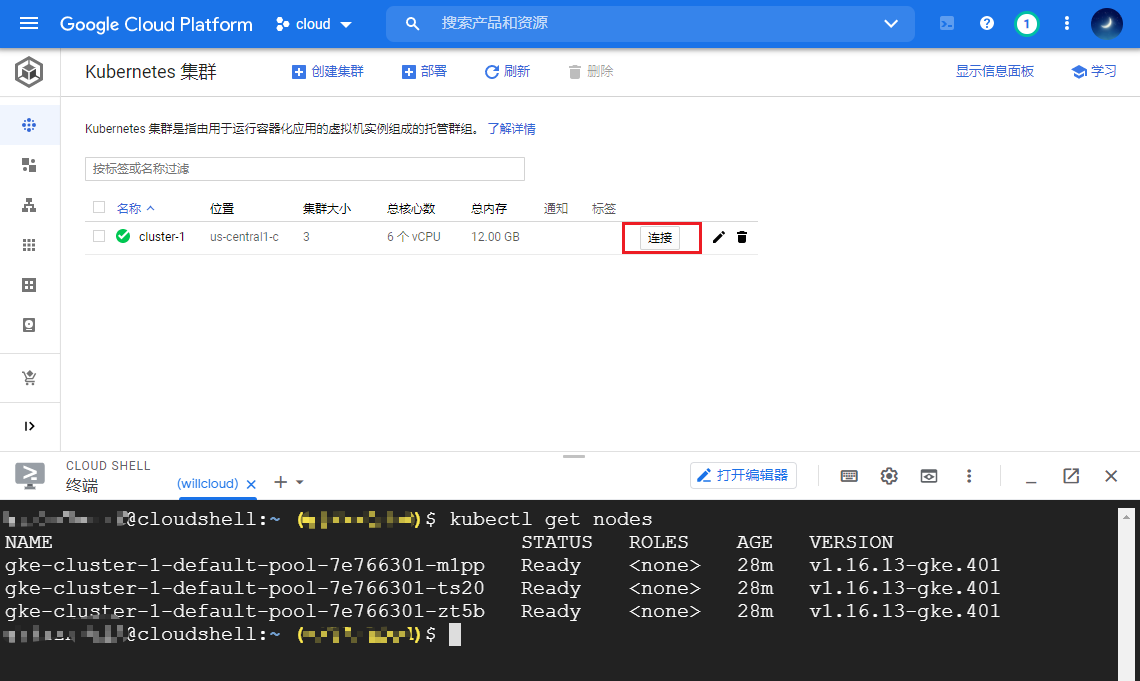 Google Cloud Platform cloud 搜索产品和资源 1
Kubernetes 集群 创建集群 部署 刷新 删除 显示信息面板 学习
Kubernetes 集群是指由用于运行容器化应用的虚拟机实例组成的托管群组。 了解详情
按标签或名称过滤
名称 位置 集群大小 总核心数 总内存 通知 标签
cluster-1 us-central1-c 3 6 个 vCPU 12.00 GB 连接
CLOUD SHELL
终端 (willcloud) 打开编辑器
@cloudshell:~ ( )$ kubectl get nodes
NAME STATUS ROLES AGE VERSION
gke-cluster-1-default-pool-7e766301-m1pp Ready <none> 28m v1.16.13-gke.401
gke-cluster-1-default-pool-7e766301-ts20 Ready <none> 28m v1.16.13-gke.401
gke-cluster-1-default-pool-7e766301-zt5b Ready <none> 28m v1.16.13-gke.401
@cloudshell:~ ( )$